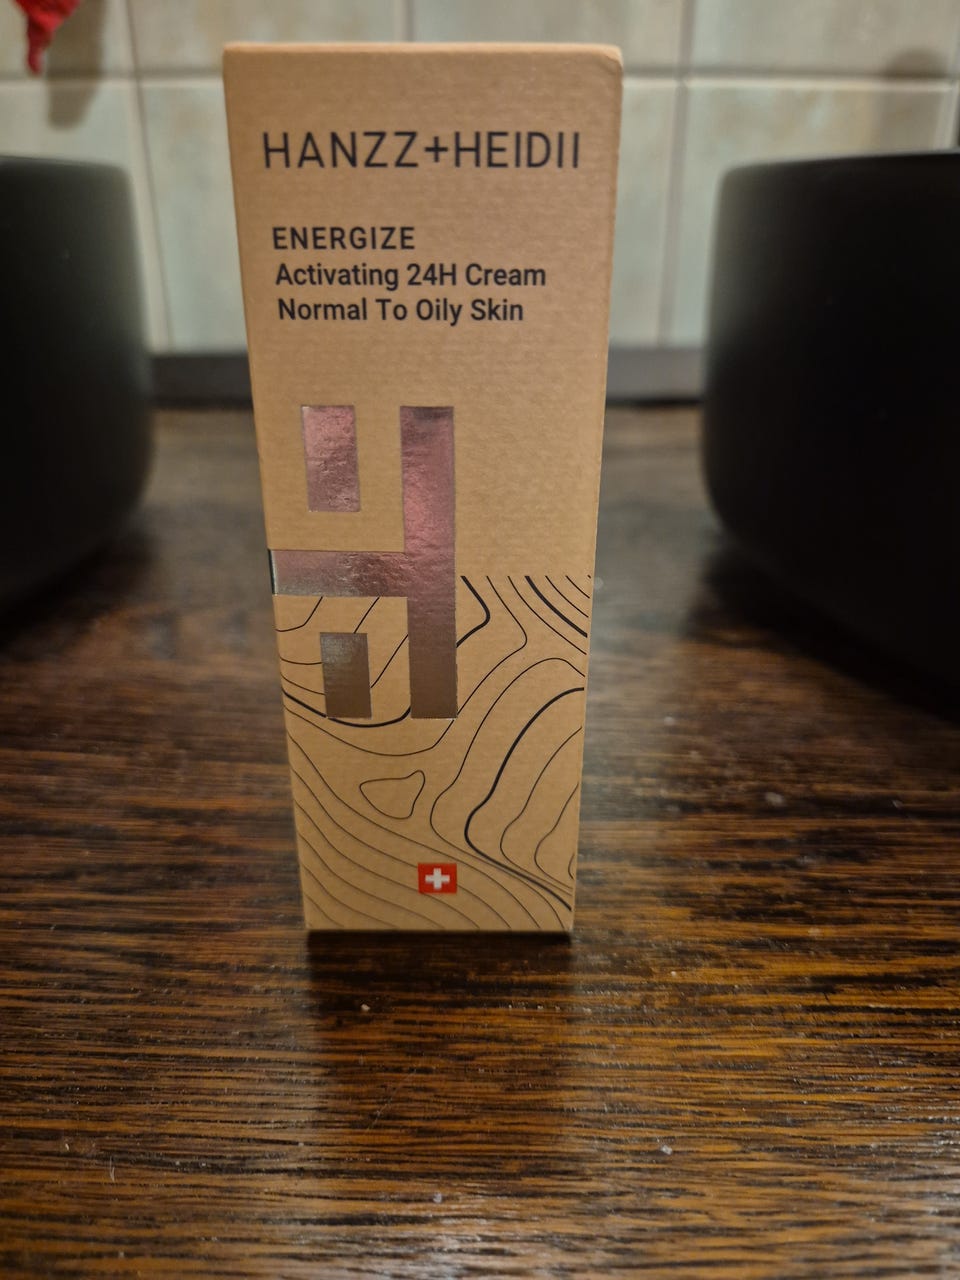 HANZZ+HEIDII
ENERGIZE
Activating 24H Cream
Normal To Oily Skin